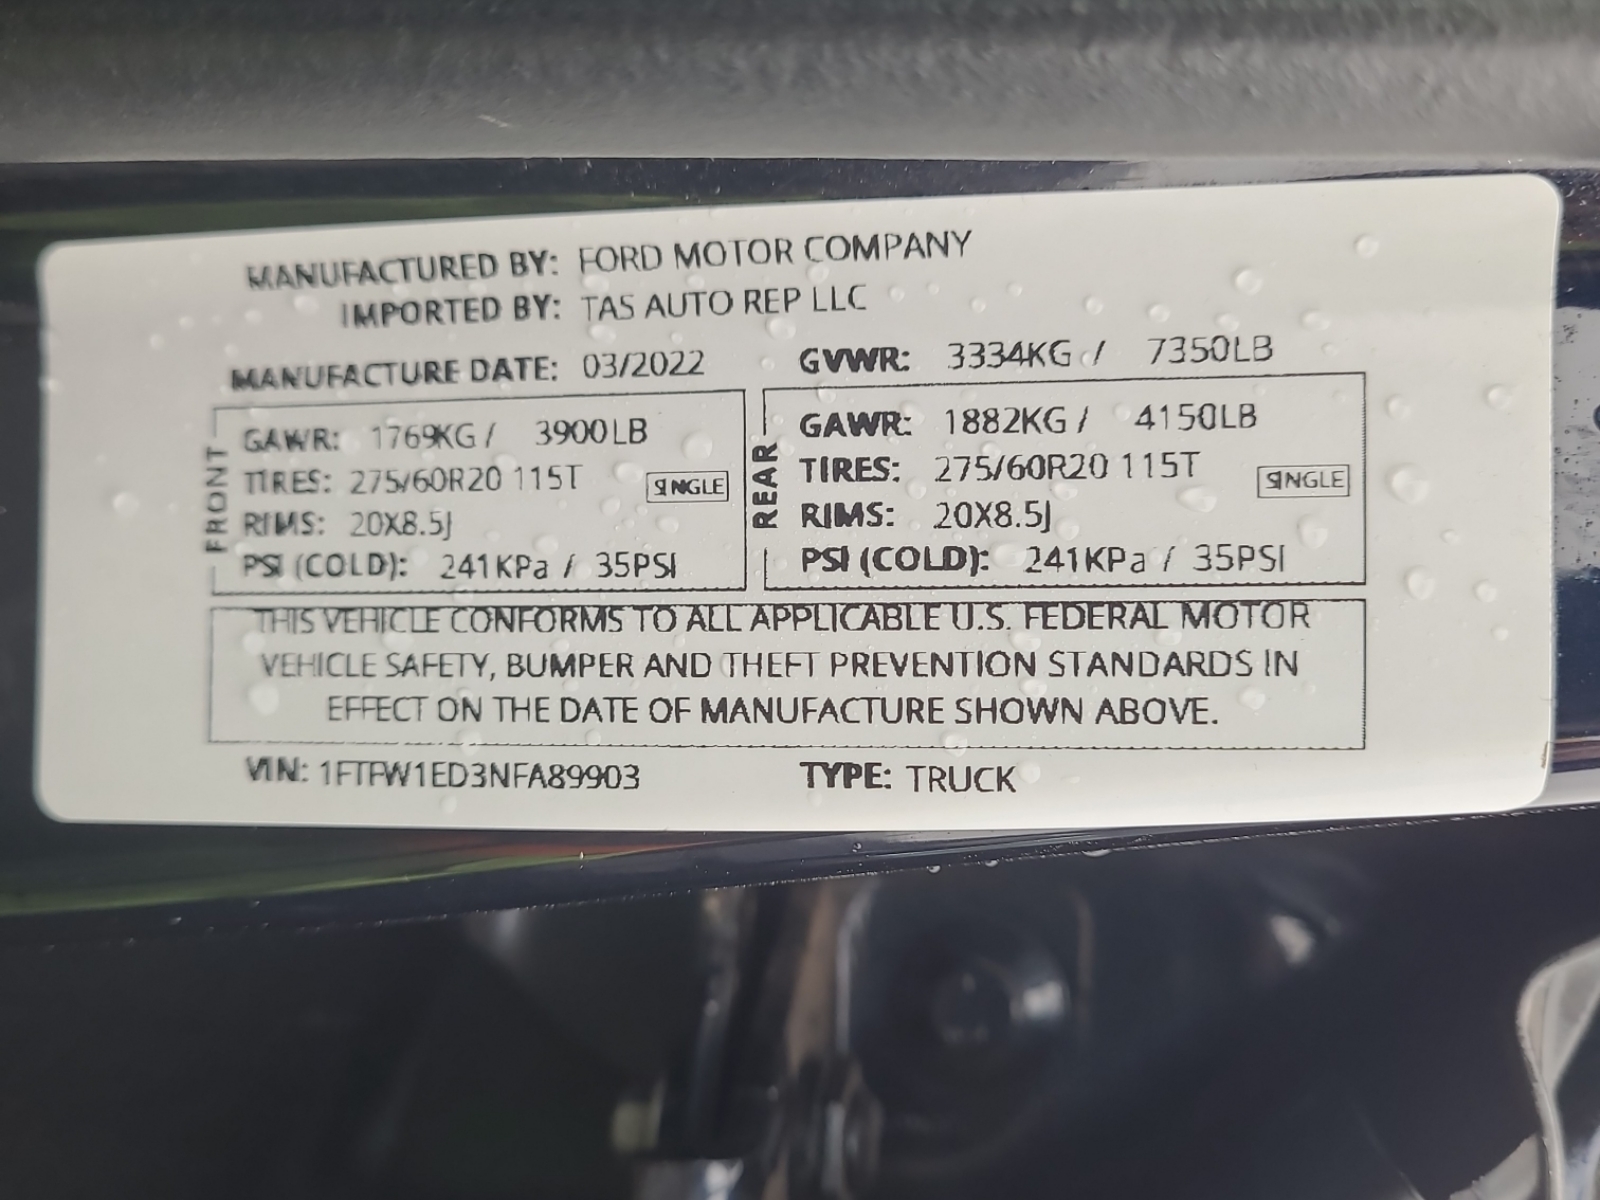 MANUFACTURED BY: FORD MOTOR COMPANY
IMPORTED BY: TAS AUTO REP LLC
MANUFACTURE DATE: 03/2022 GVWR: 3334KG / 7350LB
FRONT
GAWR: 1769KG / 3900LB
TIRES: 275/60R20 115T SINGLE
RIMS: 20X8.5J
PSI (COLD): 241KPa / 35PSI
REAR
GAWR: 1882KG / 4150LB
TIRES: 275/60R20 115T SINGLE
RIMS: 20X8.5J
PSI (COLD): 241KPa / 35PSI
THIS VEHICLE CONFORMS TO ALL APPLICABLE U.S. FEDERAL MOTOR
VEHICLE SAFETY, BUMPER AND THEFT PREVENTION STANDARDS IN
EFFECT ON THE DATE OF MANUFACTURE SHOWN ABOVE.
VIN: 1FTFW1ED3NFA89903 TYPE: TRUCK